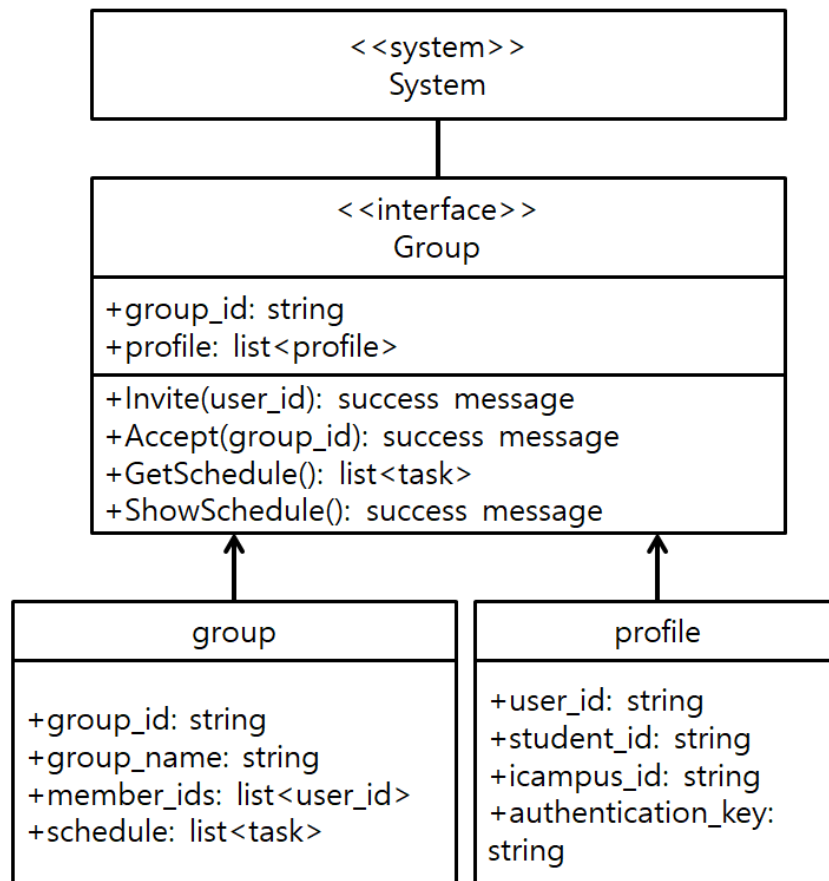 <<system>>
System
<<interface>>
Group
+group_id: string
+profile: list<profile>
+Invite(user_id): success message
+Accept(group_id): success message
+GetSchedule(): list<task>
+ShowSchedule(): success message
group
+group_id: string
+group_name: string
+member_ids: list<user_id>
+schedule: list<task>
profile
+user_id: string
+student_id: string
+icampus_id: string
+authentication_key:
string